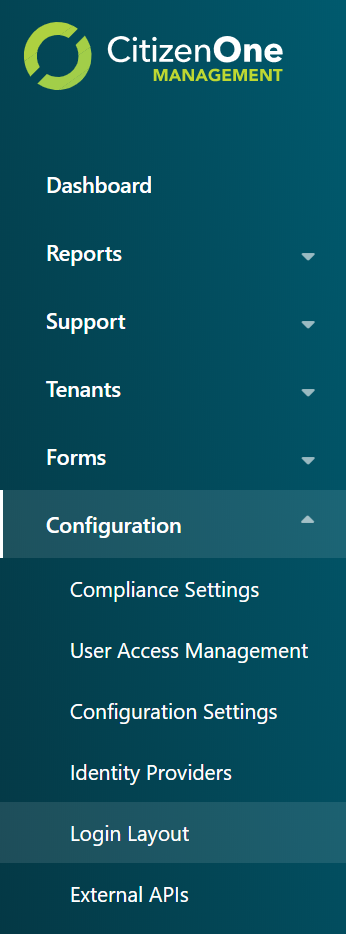 CitizenOne
MANAGEMENT
Dashboard
Reports
Support
Tenants
Forms
Configuration
Compliance Settings
User Access Management
Configuration Settings
Identity Providers
Login Layout
External APIs